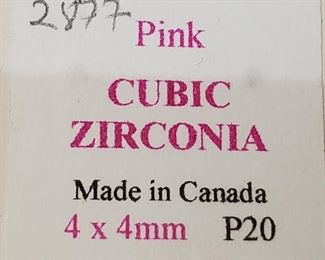 2877
Pink
CUBIC
ZIRCONIA
Made in Canada
4 x 4mm P20